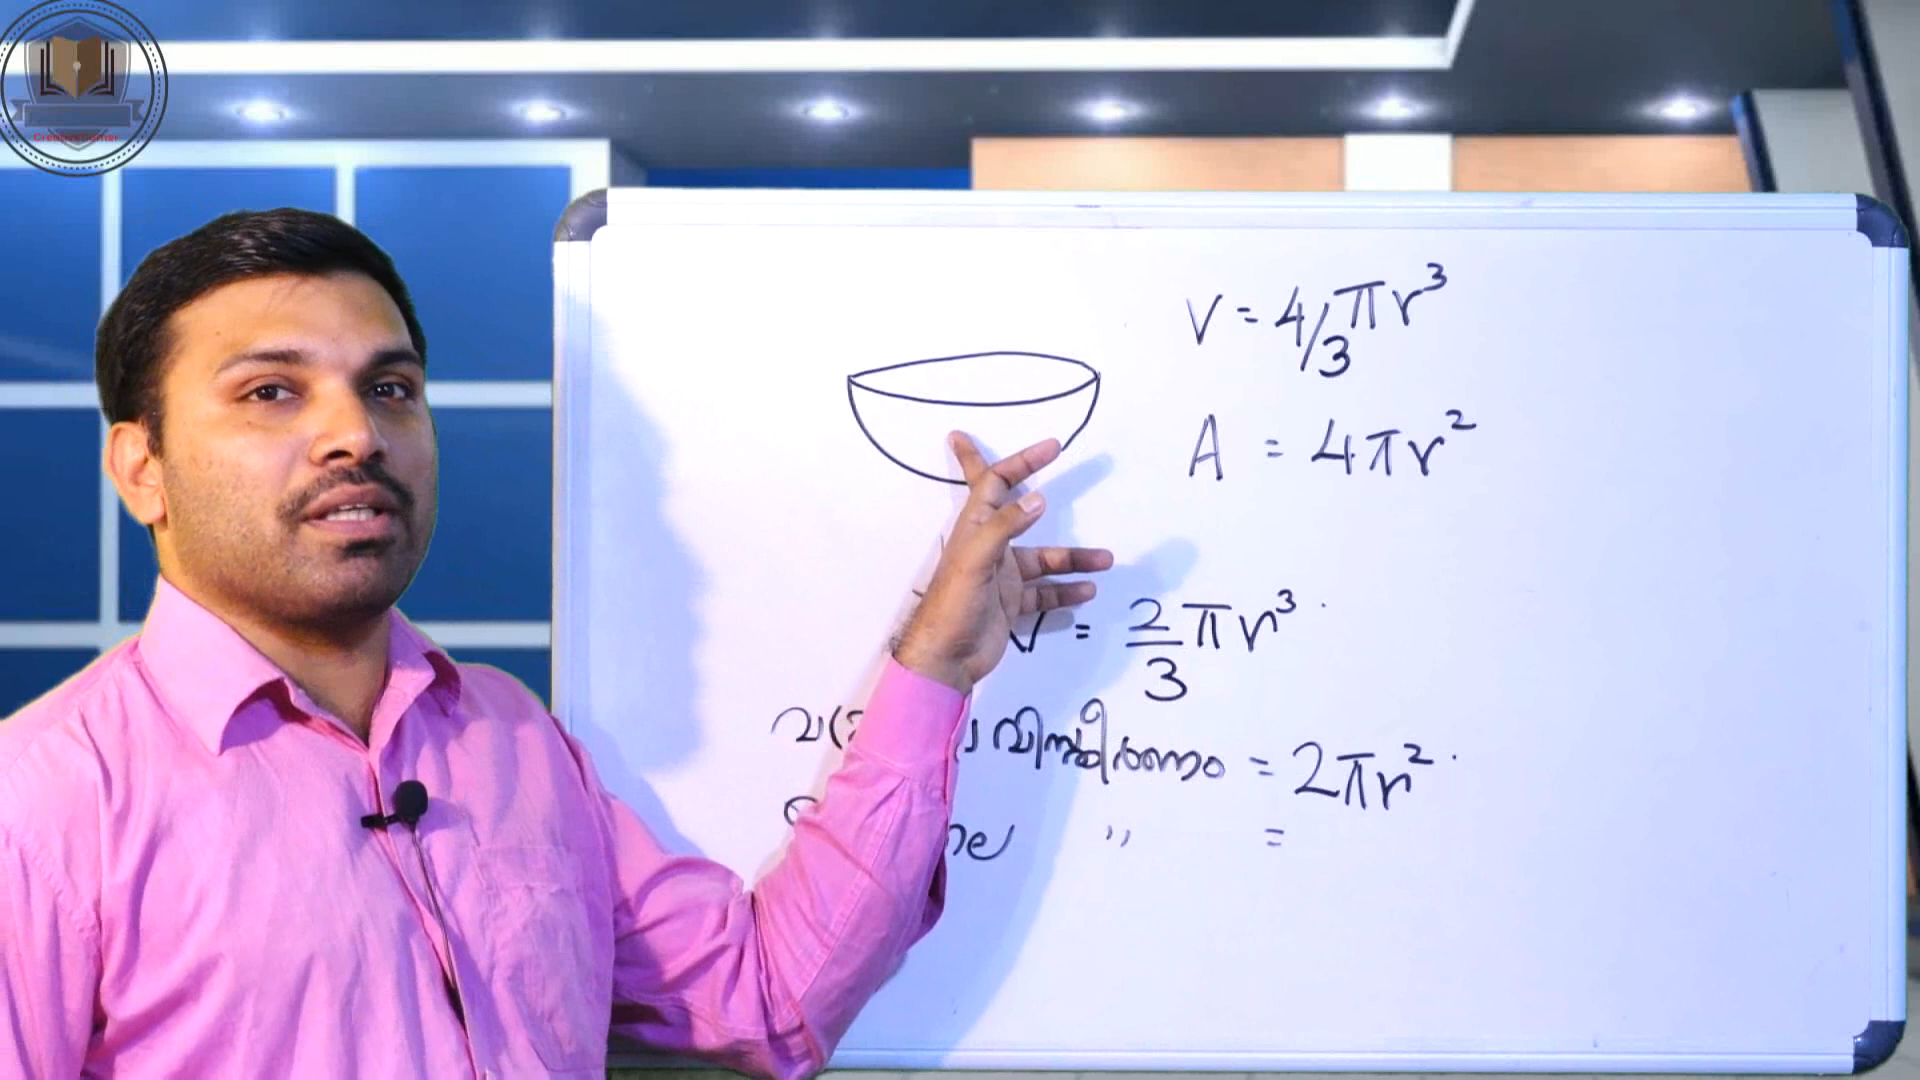 V = 4/3 πr³
A = 4πr²
V = 2/3 πr³
വിസ്തീർണം = 2πr²
" =